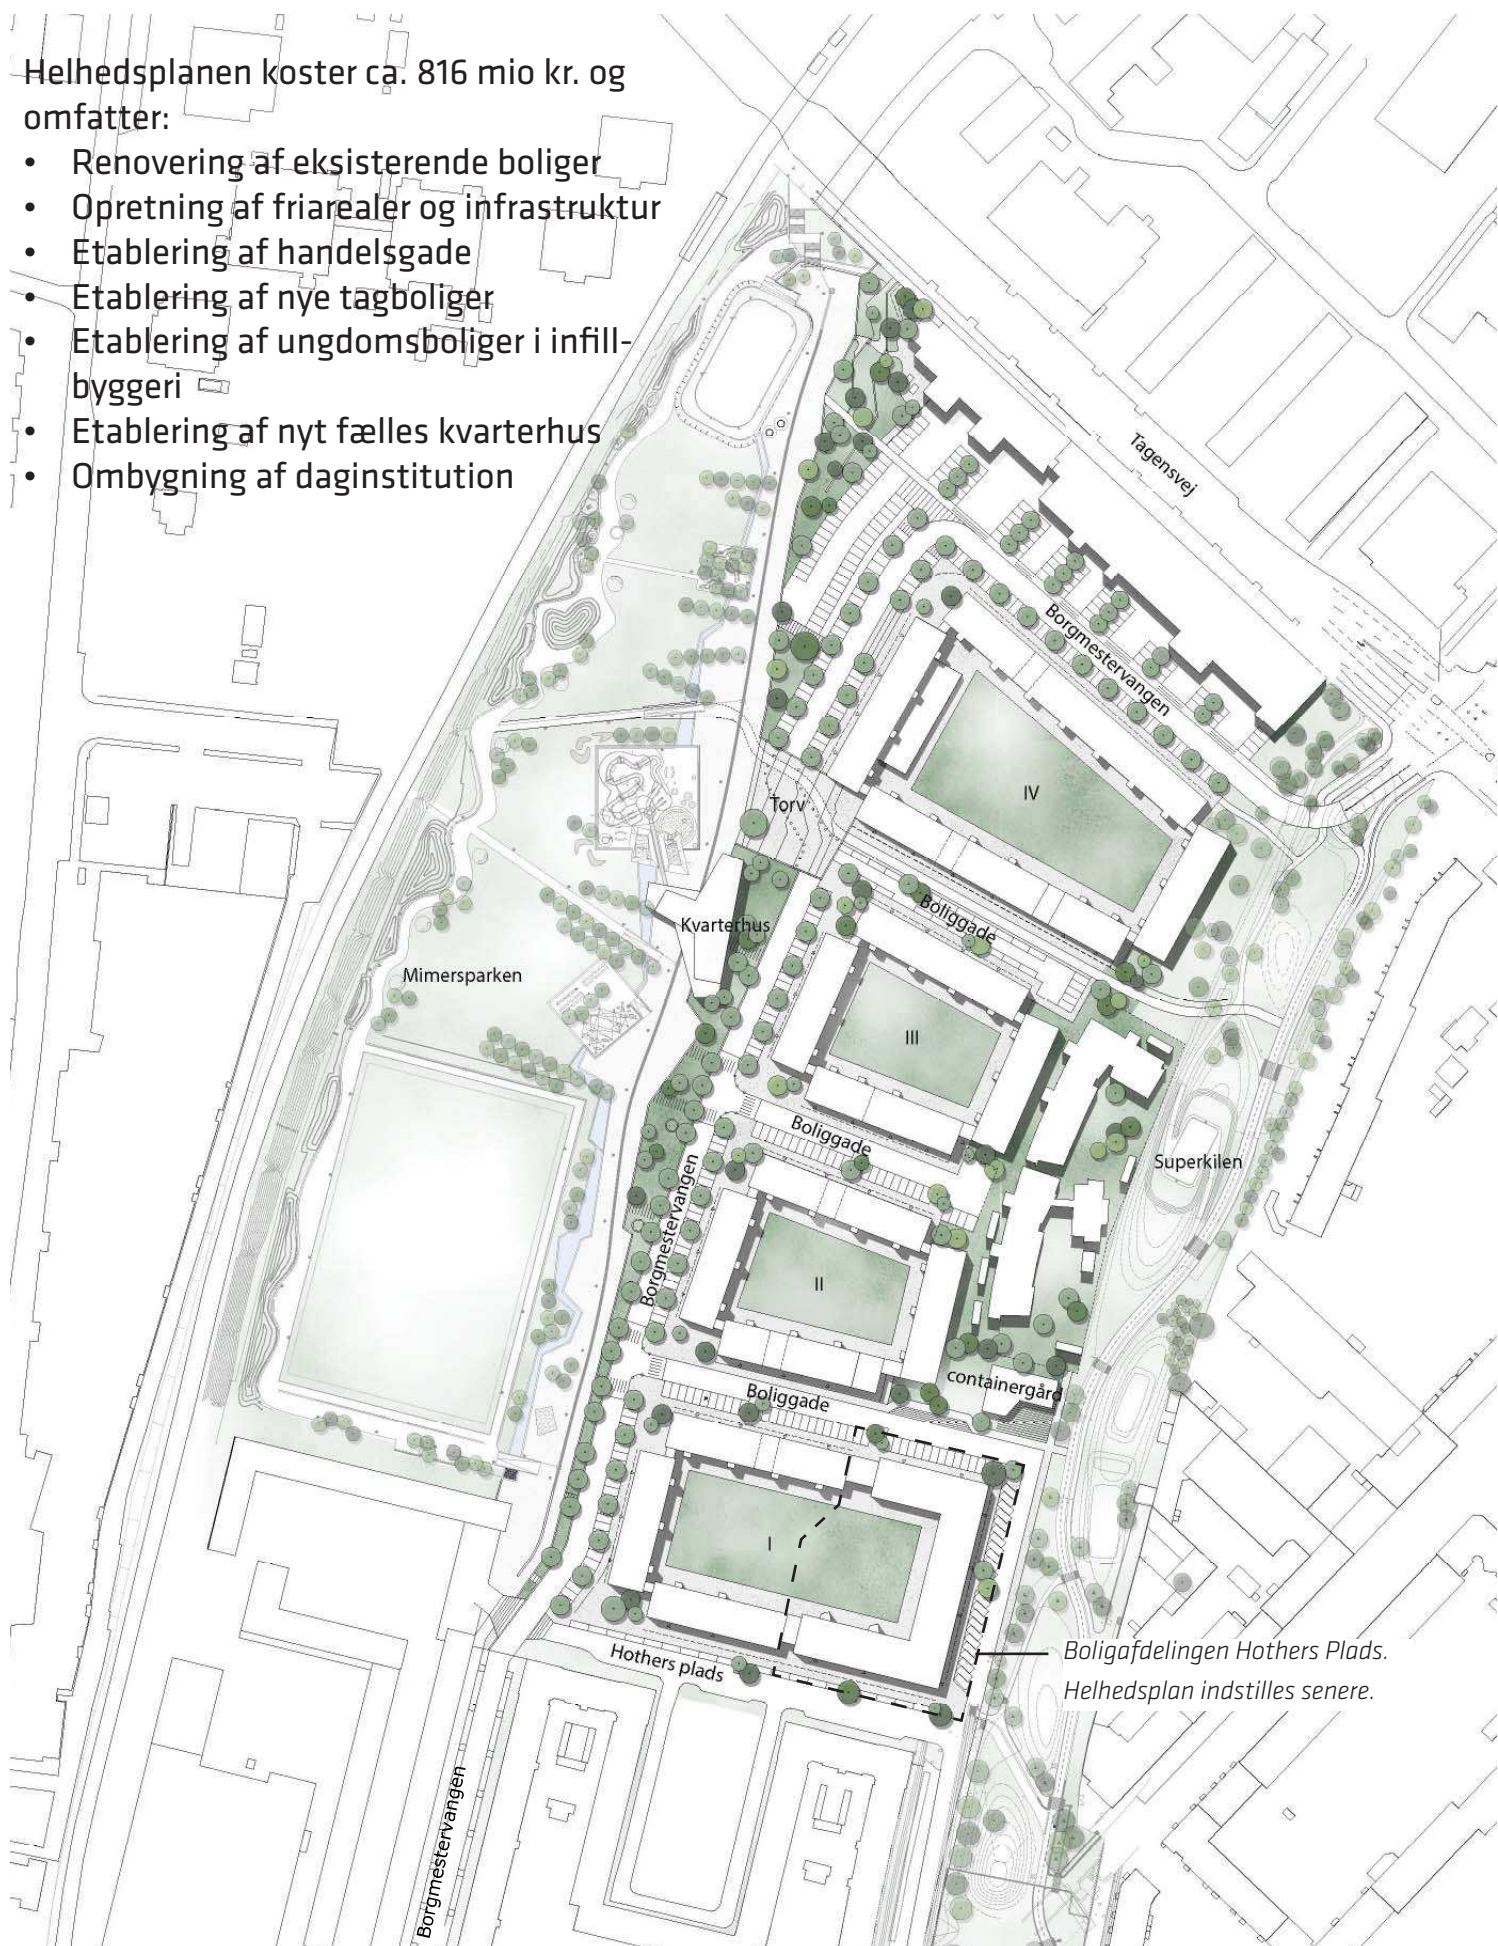 Helhedsplanen koster ca. 816 mio kr. og
omfatter:
• Renovering af eksisterende boliger
• Opretning af friarealer og infrastruktur
• Etablering af handelsgade
• Etablering af nye tagboliger
• Etablering af ungdomsboliger i infill-
byggeri
• Etablering af nyt fælles kvarterhus
• Ombygning af daginstitution
Tagensvej
Borgmestervangen
IV
Torv
Boliggade
Kvarterhus
Mimersparken
III
Boliggade
Superkilen
Borgmestervangen
II
containergård
Boliggade
I
Hothers plads
Boligafdelingen Hothers Plads.
Helhedsplan indstilles senere.
Borgmestervangen